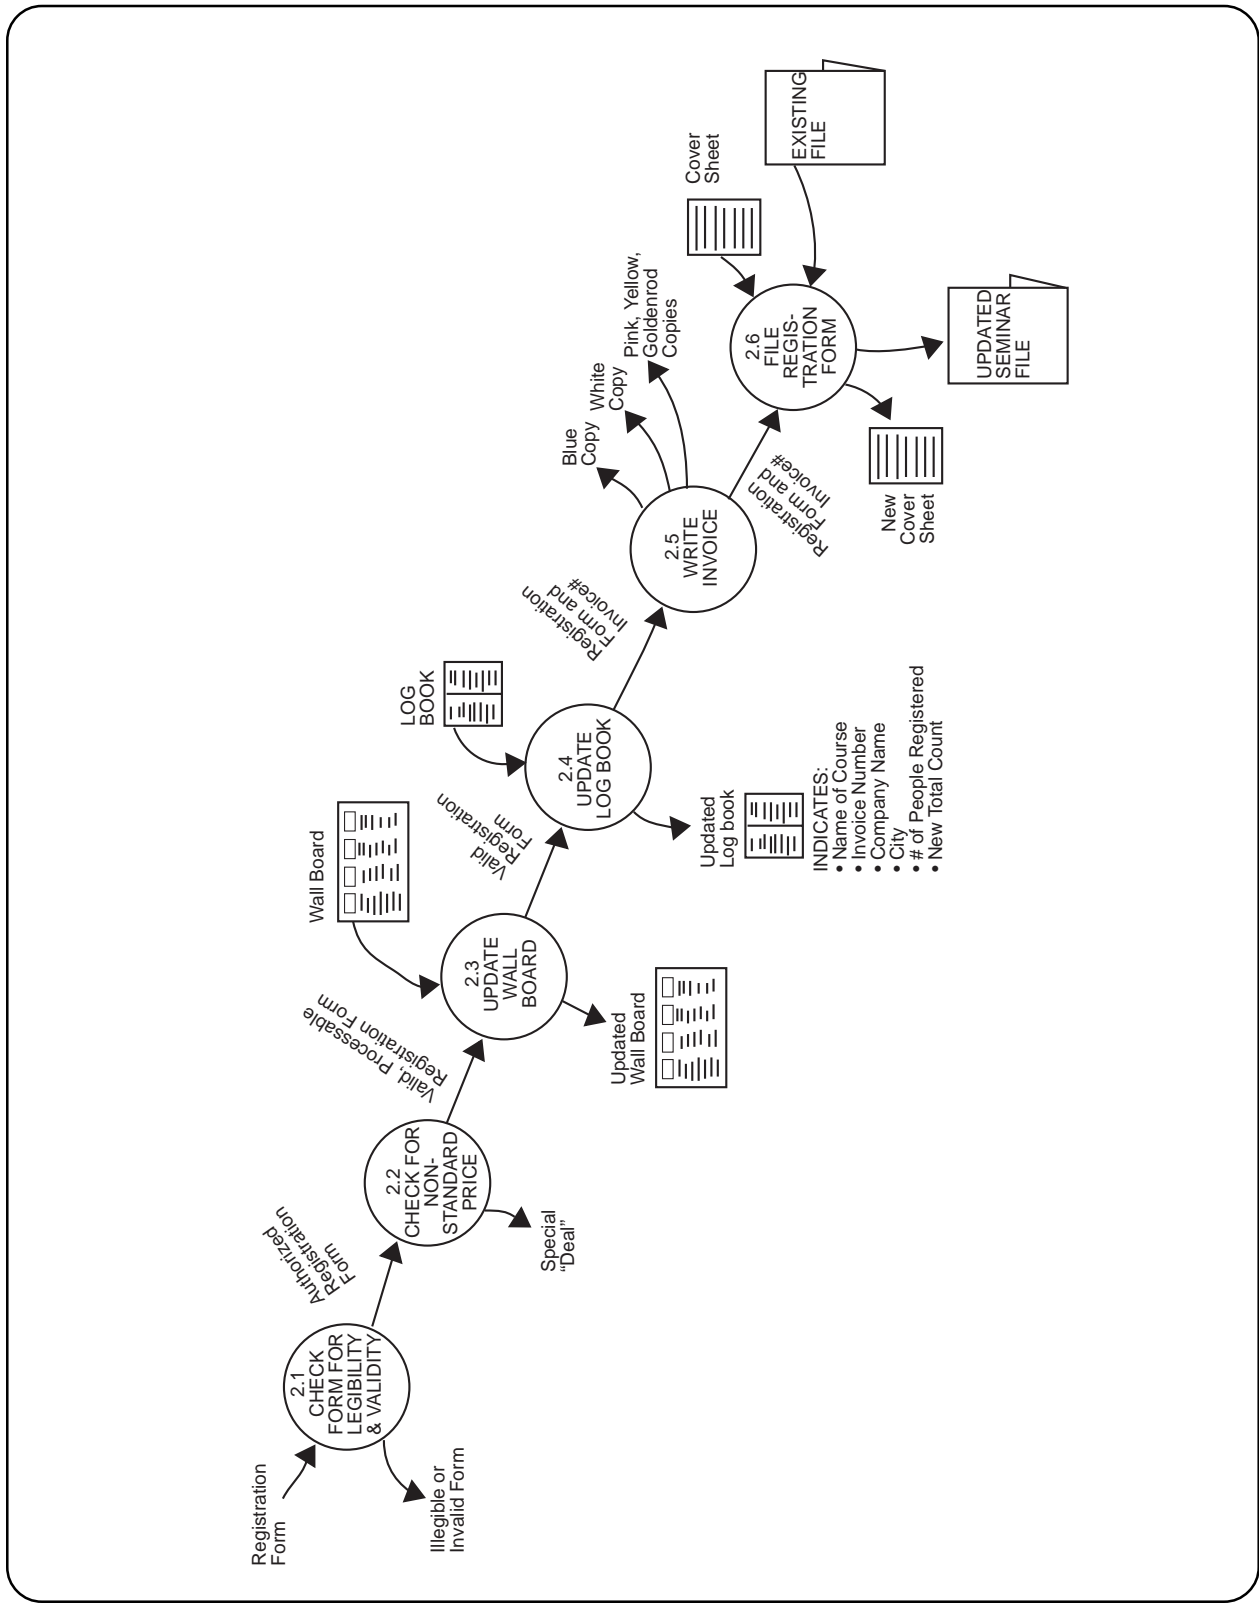 Registration
Form
2.1
CHECK
FORM FOR
LEGIBILITY
& VALIDITY
Illegible or
Invalid Form
Authorized
Registration
Form
2.2
CHECK FOR
NON-
STANDARD
PRICE
Special
“Deal”
Valid, Processable
Registration Form
Wall Board
2.3
UPDATE
WALL
BOARD
Updated
Wall Board
Valid
Registration
Form
LOG
BOOK
2.4
UPDATE
LOG BOOK
Updated
Log book
INDICATES:
• Name of Course
• Invoice Number
• Company Name
• City
• # of People Registered
• New Total Count
Registration
Form and
Invoice#
2.5
WRITE
INVOICE
Blue
Copy
White
Copy
Pink, Yellow,
Goldenrod
Copies
Registration
Form and
Invoice#
Cover
Sheet
EXISTING
FILE
2.6
FILE
REGIS-
TRATION
FORM
New
Cover
Sheet
UPDATED
SEMINAR
FILE